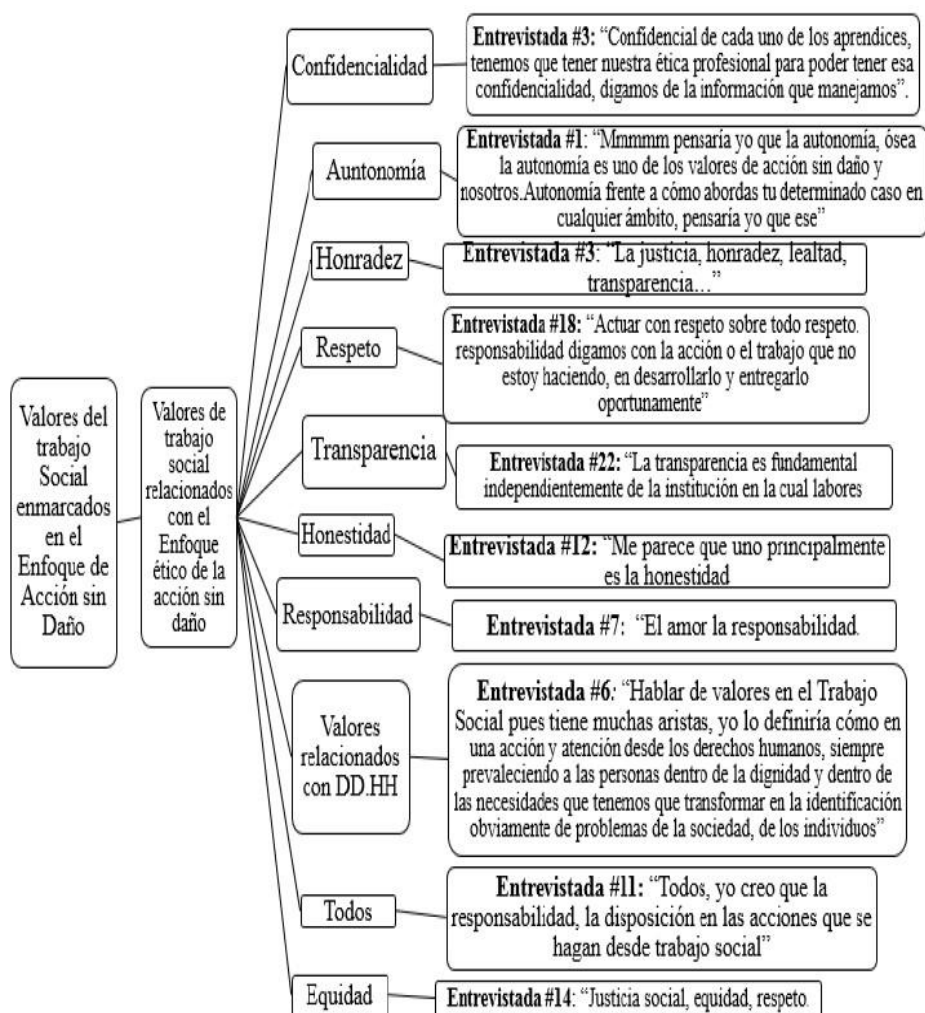 Valores del
trabajo
Social
enmarcados
en el
Enfoque de
Acción sin
Daño
Valores de
trabajo
social
relacionados
con el
Enfoque
ético de la
acción sin
daño
Confidencialidad
Entrevistada #3: “Confidencial de cada uno de los aprendices,
tenemos que tener nuestra ética profesional para poder tener esa
confidencialidad, digamos de la información que manejamos”.
Auntonomía
Entrevistada #1: “Mmmmm pensaría yo que la autonomía, ósea
la autonomía es uno de los valores de acción sin daño y
nosotros.Autonomía frente a cómo abordas tu determinado caso en
cualquier ámbito, pensaría yo que ese”
Honradez
Entrevistada #3: “La justicia, honradez, lealtad,
transparencia…”
Respeto
Entrevistada #18: “Actuar con respeto sobre todo respeto.
responsabilidad digamos con la acción o el trabajo que no
estoy haciendo, en desarrollarlo y entregarlo
oportunamente”
Transparencia
Entrevistada #22: “La transparencia es fundamental
independientemente de la institución en la cual labores
Honestidad
Entrevistada #12: “Me parece que uno principalmente
es la honestidad
Responsabilidad
Entrevistada #7: “El amor la responsabilidad.
Valores
relacionados
con DD.HH
Entrevistada #6: “Hablar de valores en el Trabajo
Social pues tiene muchas aristas, yo lo definiría cómo en
una acción y atención desde los derechos humanos, siempre
prevaleciendo a las personas dentro de la dignidad y dentro de
las necesidades que tenemos que transformar en la identificación
obviamente de problemas de la sociedad, de los individuos”
Todos
Entrevistada #11: “Todos, yo creo que la
responsabilidad, la disposición en las acciones que se
hagan desde trabajo social”
Equidad
Entrevistada #14: “Justicia social, equidad, respeto.